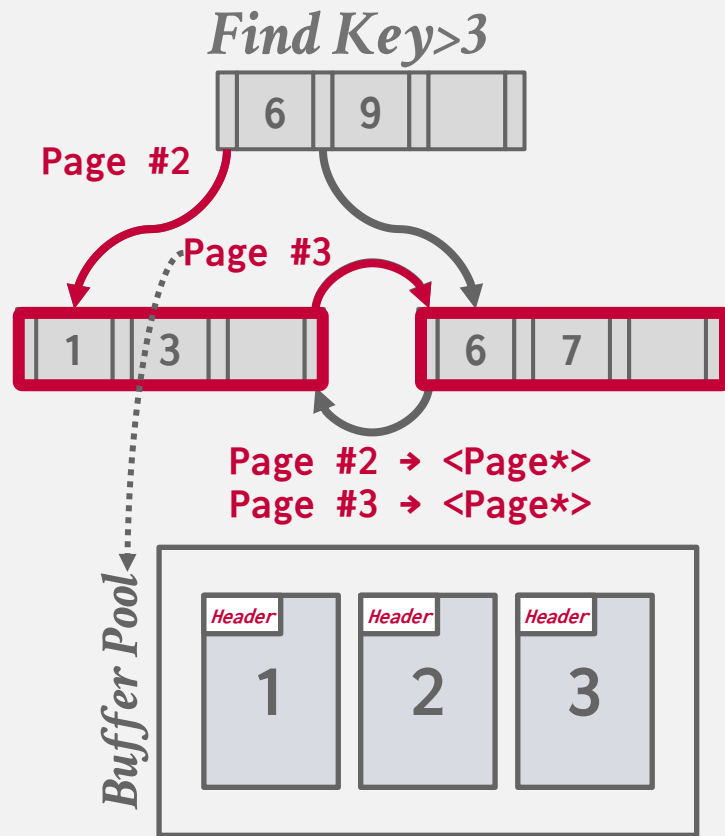 Find Key>3
6 9
Page #2
Page #3
1 3
6 7
Page #2 → <Page*>
Page #3 → <Page*>
Buffer Pool
Header
Header
Header
1
2
3